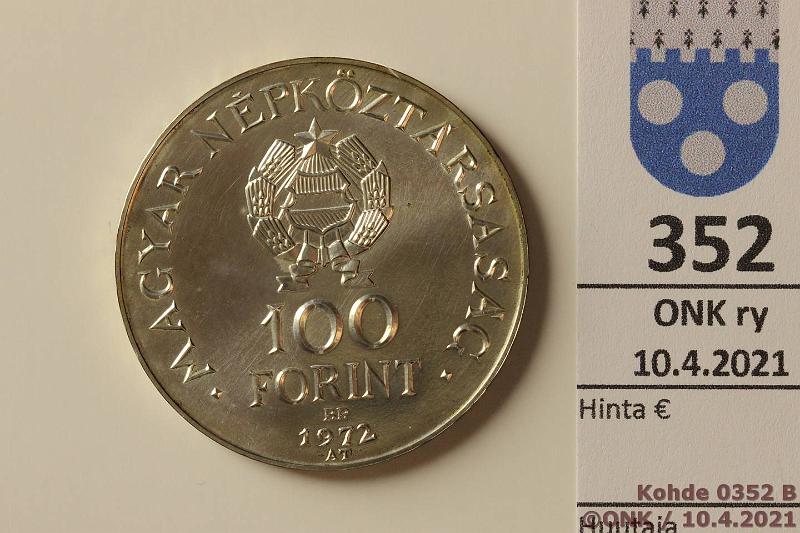 MAGYAR NÉPKÖZTÁRSASÁG
100
FORINT
BP.
1972
AT
352
ONK ry
10.4.2021
Hinta €
Kohde 0352 B
©ONK / 10.4.2021
Huutaja